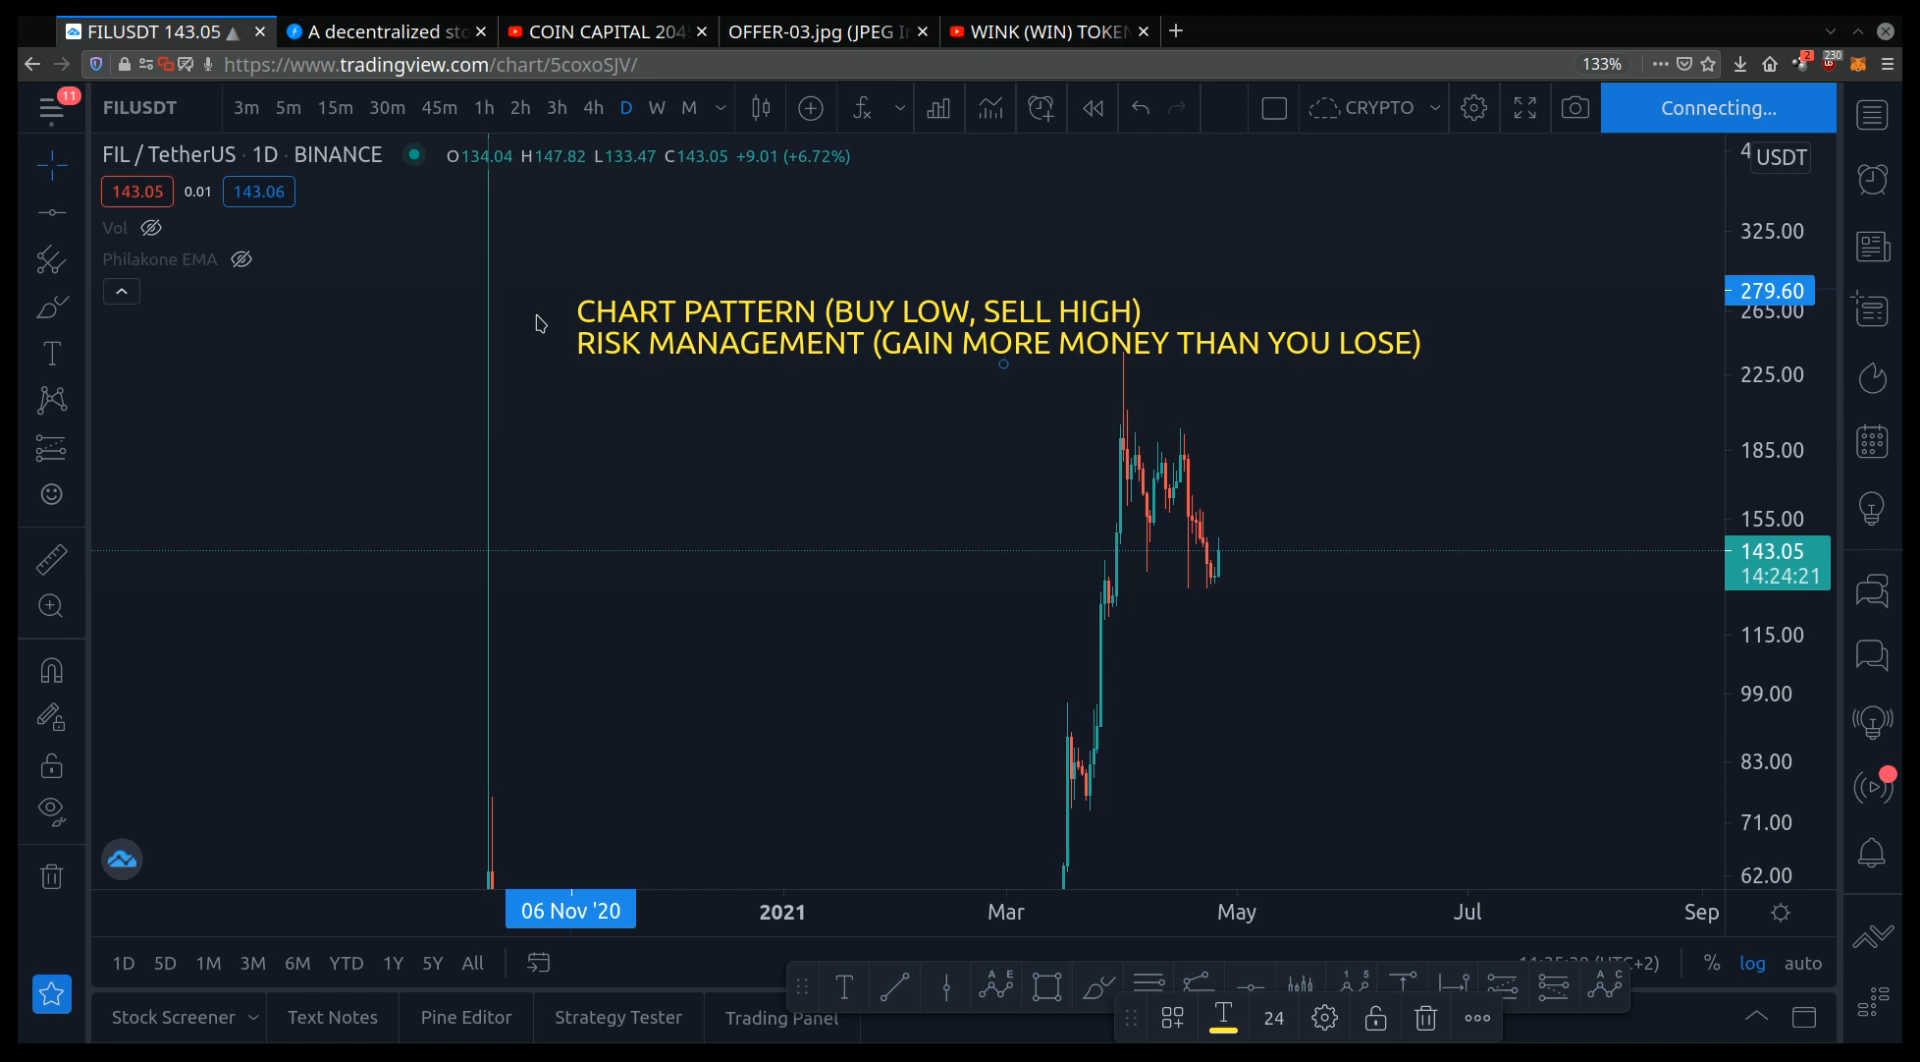 FILUSDT 143.05 ▲
A decentralized sto
COIN CAPITAL 204
OFFER-03.jpg (JPEG I
WINK (WIN) TOKEN
https://www.tradingview.com/chart/5coxoSJV/
133%
2
230
11
FILUSDT
3m 5m 15m 30m 45m 1h 2h 3h 4h D W M
CRYPTO
Connecting...
FIL / TetherUS · 1D · BINANCE
O134.04 H147.82 L133.47 C143.05 +9.01 (+6.72%)
143.05 0.01 143.06
Vol
Philakone EMA
CHART PATTERN (BUY LOW, SELL HIGH)
RISK MANAGEMENT (GAIN MORE MONEY THAN YOU LOSE)
4
USDT
325.00
279.60
265.00
225.00
185.00
155.00
143.05
14:24:21
115.00
99.00
83.00
71.00
62.00
06 Nov '20 2021 Mar May Jul Sep
1D 5D 1M 3M 6M YTD 1Y 5Y All
% log auto
Stock Screener Text Notes Pine Editor Strategy Tester Trading Panel
24